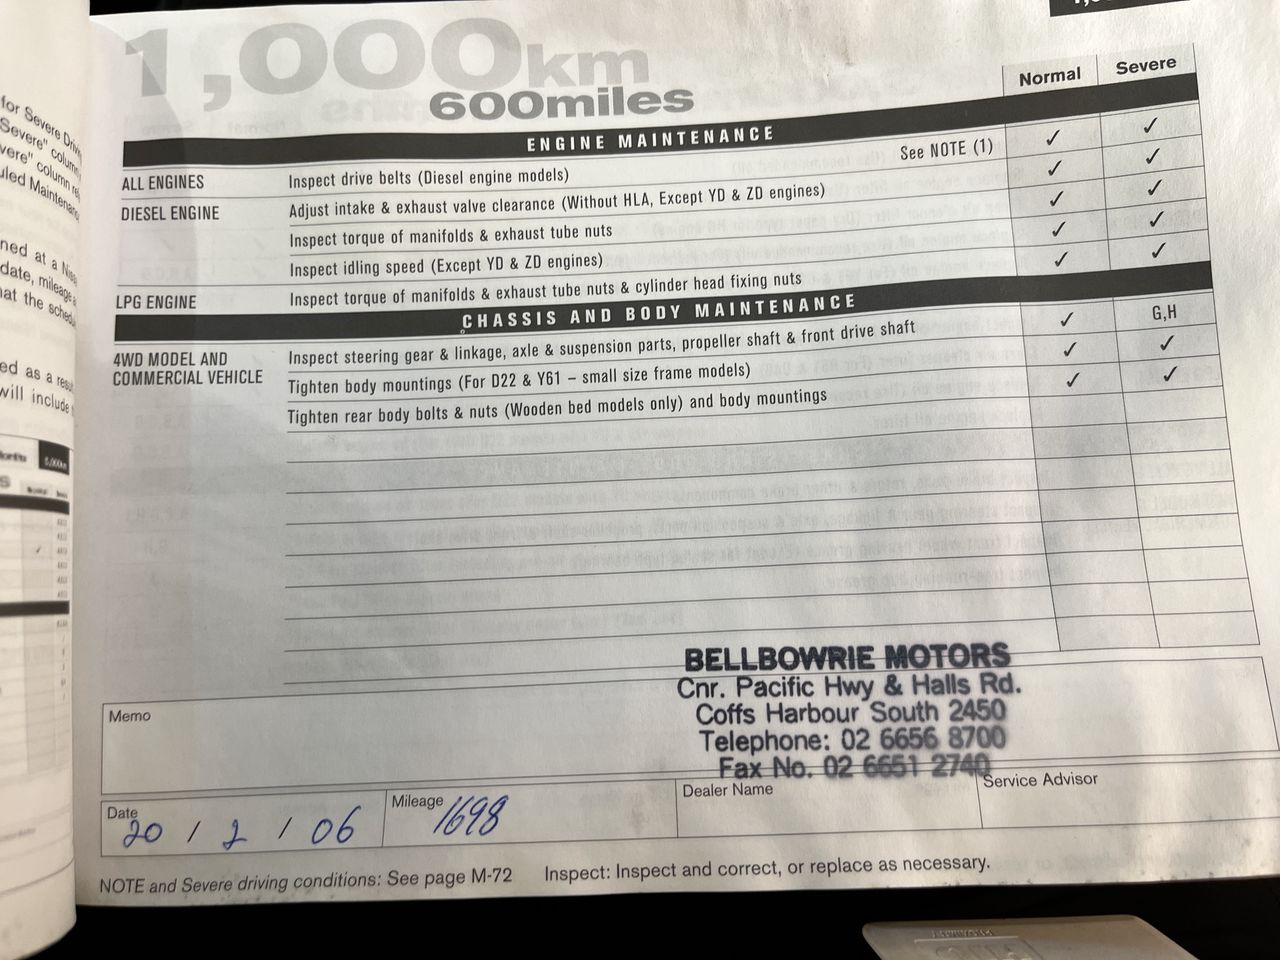 for Severe
Severe" column
1,000km
600miles
Normal
Severe
ENGINE MAINTENANCE
ALL ENGINES Inspect drive belts (Diesel engine models) See NOTE (1) ✓ ✓
DIESEL ENGINE Adjust intake & exhaust valve clearance (Without HLA, Except YD & ZD engines) ✓ ✓
Inspect torque of manifolds & exhaust tube nuts ✓ ✓
Inspect idling speed (Except YD & ZD engines) ✓ ✓
LPG ENGINE Inspect torque of manifolds & exhaust tube nuts & cylinder head fixing nuts ✓ ✓
CHASSIS AND BODY MAINTENANCE
4WD MODEL AND Inspect steering gear & linkage, axle & suspension parts, propeller shaft & front drive shaft ✓ G,H
COMMERCIAL VEHICLE Tighten body mountings (For D22 & Y61 – small size frame models) ✓ ✓
Tighten rear body bolts & nuts (Wooden bed models only) and body mountings ✓ ✓
BELLBOWRIE MOTORS
Cnr. Pacific Hwy & Halls Rd.
Coffs Harbour South 2450
Telephone: 02 6656 8700
Fax No. 02 6651 2740
Memo
Date
20 / 2 / 06
Mileage
1698
Dealer Name
Service Advisor
NOTE and Severe driving conditions: See page M-72 Inspect: Inspect and correct, or replace as necessary.